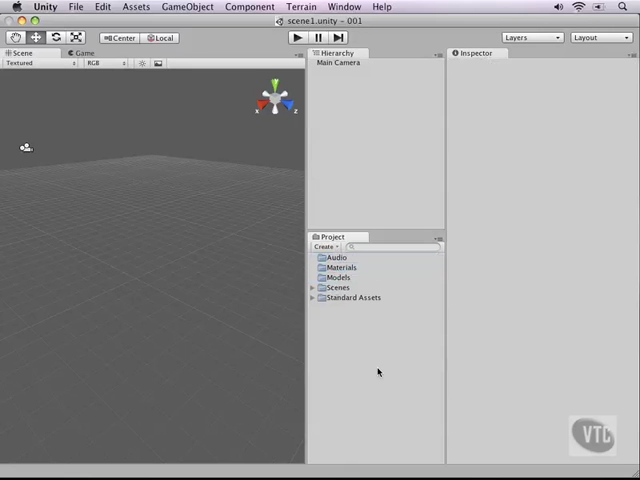 Unity File Edit Assets GameObject Component Terrain Window Help
scene1.unity – 001
Center Local Layers Layout
Scene Game Hierarchy Inspector
Textured RGB Main Camera
y
x z
Project
Create
Audio
Materials
Models
Scenes
Standard Assets
VTC